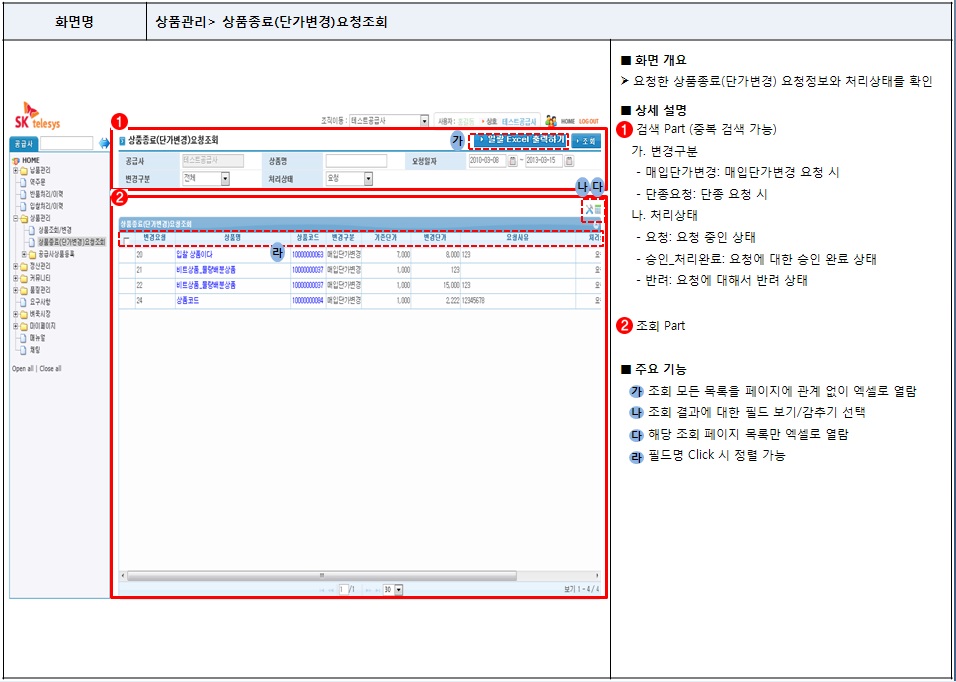 화면명
상품관리> 상품종료(단가변경)요청조회
SK telesys
조직이동 : 테스트공급사
사용자 : 상호 테스트공급사 HOME LOG OUT
공급사
HOME
납품관리
역주문
반품처리/이력
입찰처리/이력
상품관리
상품조회/변경
상품종료(단가변경)요청조회
공급사상품등록
정산관리
커뮤니티
품질관리
요구사항
벼룩시장
마이페이지
매뉴얼
채팅
Open all | Close all
1
상품종료(단가변경)요청조회
가
일괄 Excel 출력하기
조회
공급사 테스트공급사 상품명 요청일자 2010-03-08 ~ 2013-03-15
변경구분 전체 처리상태 요청
2
나 다
상품종료(단가변경)요청조회
변경요청 상품명 상품코드 변경구분 기존단가 변경단가 요청사유 처리
라
20 입찰 상품이다 10000000063 매입단가변경 7,000 8,000 123 요
21 비트상품_물량배분상품 10000000037 매입단가변경 1,000 123 요
22 비트상품_물량배분상품 10000000037 매입단가변경 1,000 15,000 123 요
24 상품코드 10000000084 매입단가변경 1,000 2,222 12345678 요
1 /1 30 보기 1 - 4 / 4
■ 화면 개요
➢ 요청한 상품종료(단가변경) 요청정보와 처리상태를 확인
■ 상세 설명
1 검색 Part (중복 검색 가능)
가. 변경구분
- 매입단가변경: 매입단가변경 요청 시
- 단종요청: 단종 요청 시
나. 처리상태
- 요청: 요청 중인 상태
- 승인_처리완료: 요청에 대한 승인 완료 상태
- 반려: 요청에 대해서 반려 상태
2 조회 Part
■ 주요 기능
가 조회 모든 목록을 페이지에 관계 없이 엑셀로 열람
나 조회 결과에 대한 필드 보기/감추기 선택
다 해당 조회 페이지 목록만 엑셀로 열람
라 필드명 Click 시 정렬 가능